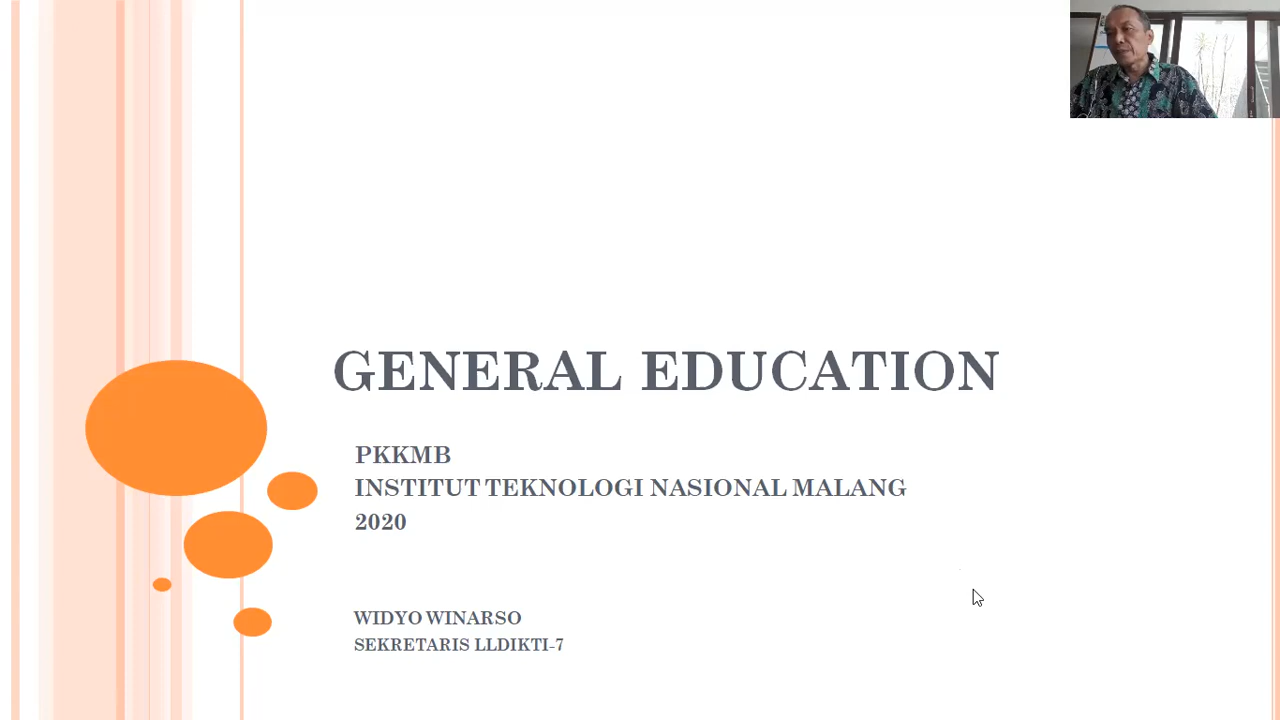 GENERAL EDUCATION
PKKMB
INSTITUT TEKNOLOGI NASIONAL MALANG
2020
WIDYO WINARSO
SEKRETARIS LLDIKTI-7